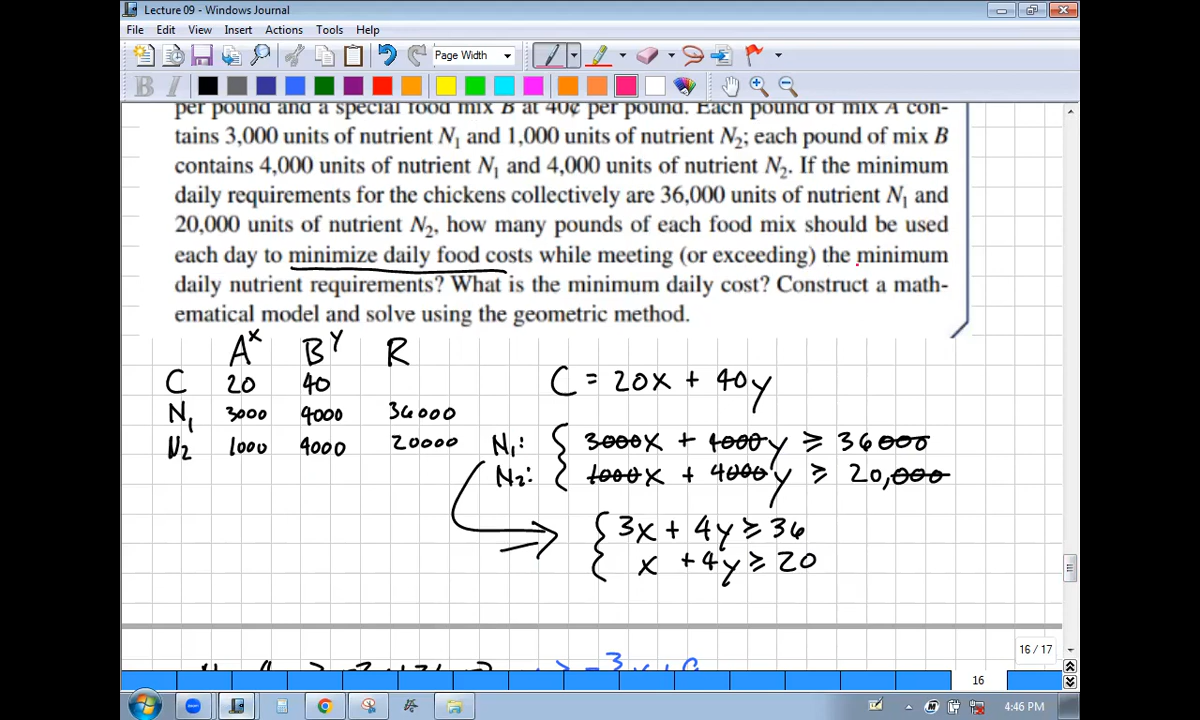 Lecture 09 - Windows Journal
File Edit View Insert Actions Tools Help
Page Width
B I
per pound and a special food mix B at 40¢ per pound. Each pound of mix A con-
tains 3,000 units of nutrient N₁ and 1,000 units of nutrient N₂; each pound of mix B
contains 4,000 units of nutrient N₁ and 4,000 units of nutrient N₂. If the minimum
daily requirements for the chickens collectively are 36,000 units of nutrient N₁ and
20,000 units of nutrient N₂, how many pounds of each food mix should be used
each day to minimize daily food costs while meeting (or exceeding) the minimum
daily nutrient requirements? What is the minimum daily cost? Construct a math-
ematical model and solve using the geometric method.
A x B y R
C 20 40
N₁ 3000 4000 36000
N2 1000 4000 20000
C = 20x + 40y
N₁: 3000x + 4000y ≥ 36000
N₂: 1000x + 4000y ≥ 20,000
3x + 4y ≥ 36
x + 4y ≥ 20
16 / 17
16
4:46 PM